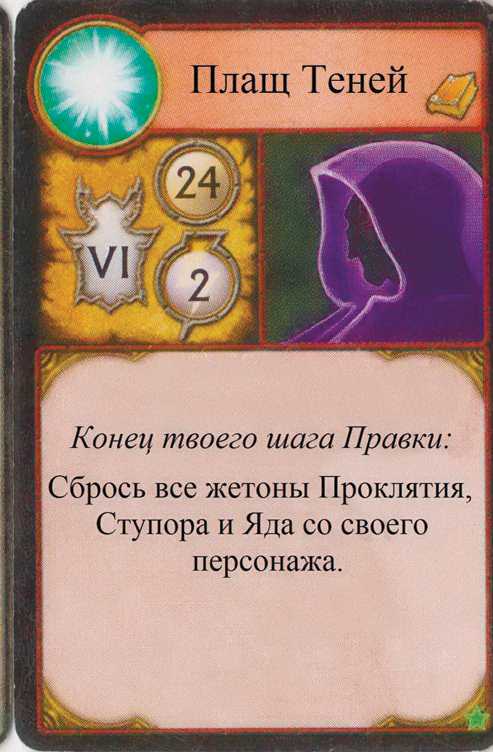 Плащ Теней
24
VI
2
Конец твоего шага Правки:
Сбрось все жетоны Проклятия,
Ступора и Яда со своего
персонажа.